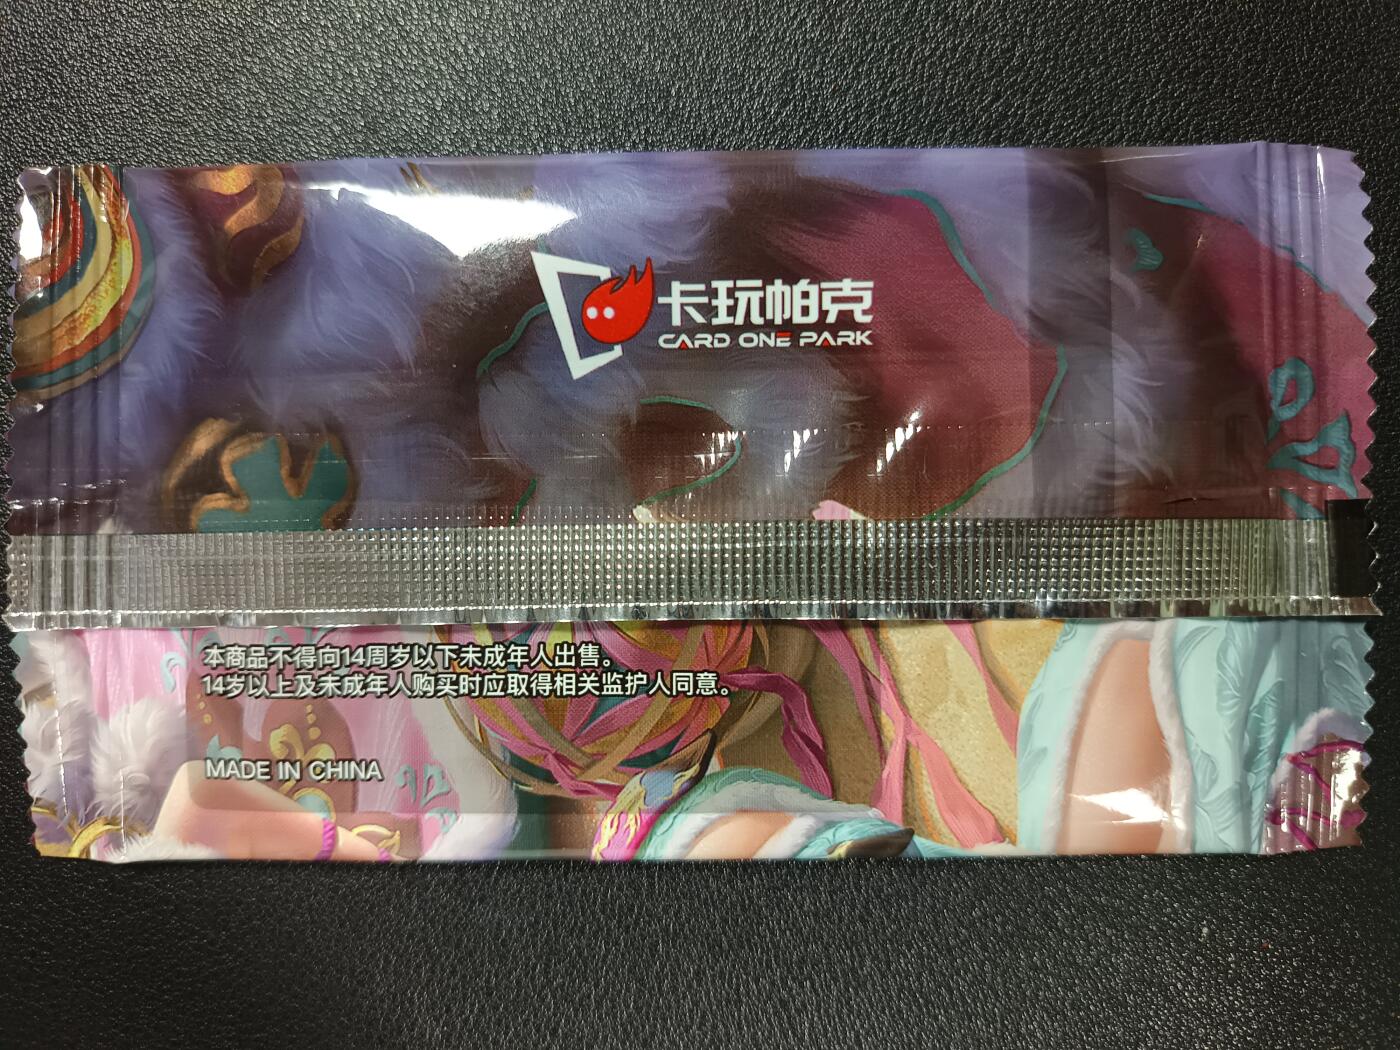 卡玩帕克
CARD ONE PARK
本商品不得向14周岁以下未成年人出售。
14岁以上及未成年人购买时应取得相关监护人同意。
MADE IN CHINA